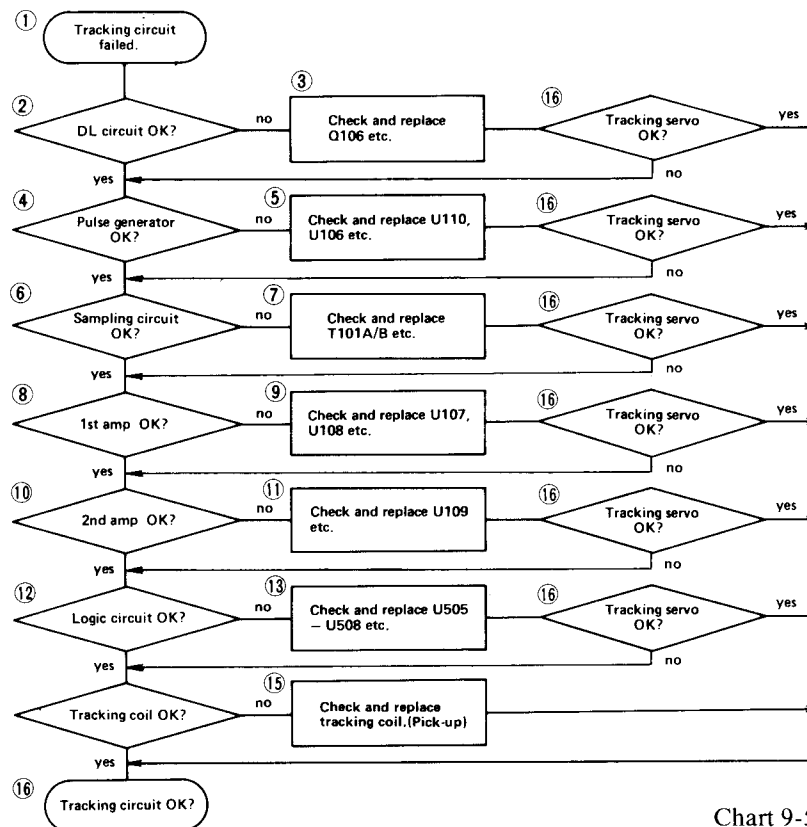 ①
Tracking circuit
failed.
②
DL circuit OK?
no
yes
③
Check and replace
Q106 etc.
⑯
Tracking servo
OK?
yes
no
④
Pulse generator
OK?
no
yes
⑤
Check and replace U110,
U106 etc.
⑯
Tracking servo
OK?
yes
no
⑥
Sampling circuit
OK?
no
yes
⑦
Check and replace
T101A/B etc.
⑯
Tracking servo
OK?
yes
no
⑧
1st amp OK?
no
yes
⑨
Check and replace U107,
U108 etc.
⑯
Tracking servo
OK?
yes
no
⑩
2nd amp OK?
no
yes
⑪
Check and replace U109
etc.
⑯
Tracking servo
OK?
yes
no
⑫
Logic circuit OK?
no
yes
⑬
Check and replace U505
– U508 etc.
⑯
Tracking servo
OK?
yes
no
Tracking coil OK?
no
yes
⑮
Check and replace
tracking coil.(Pick-up)
⑯
Tracking circuit OK?
Chart